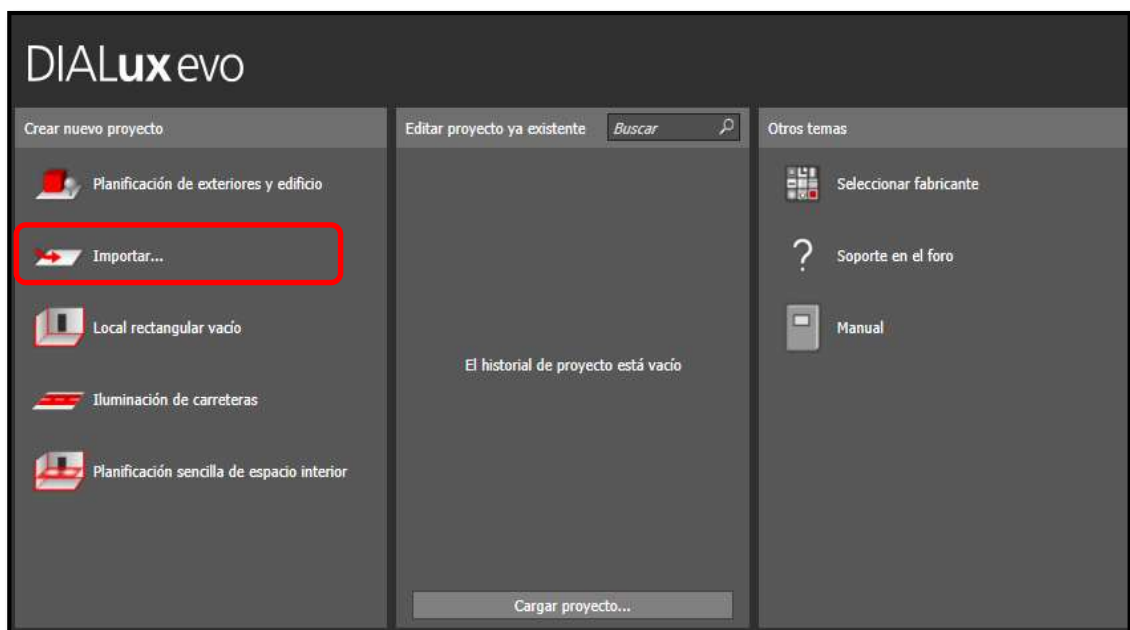 DIALux evo
Crear nuevo proyecto
Planificación de exteriores y edificio
Importar...
Local rectangular vacío
Iluminación de carreteras
Planificación sencilla de espacio interior
Editar proyecto ya existente
Buscar
El historial de proyecto está vacío
Cargar proyecto...
Otros temas
Seleccionar fabricante
?
Soporte en el foro
Manual